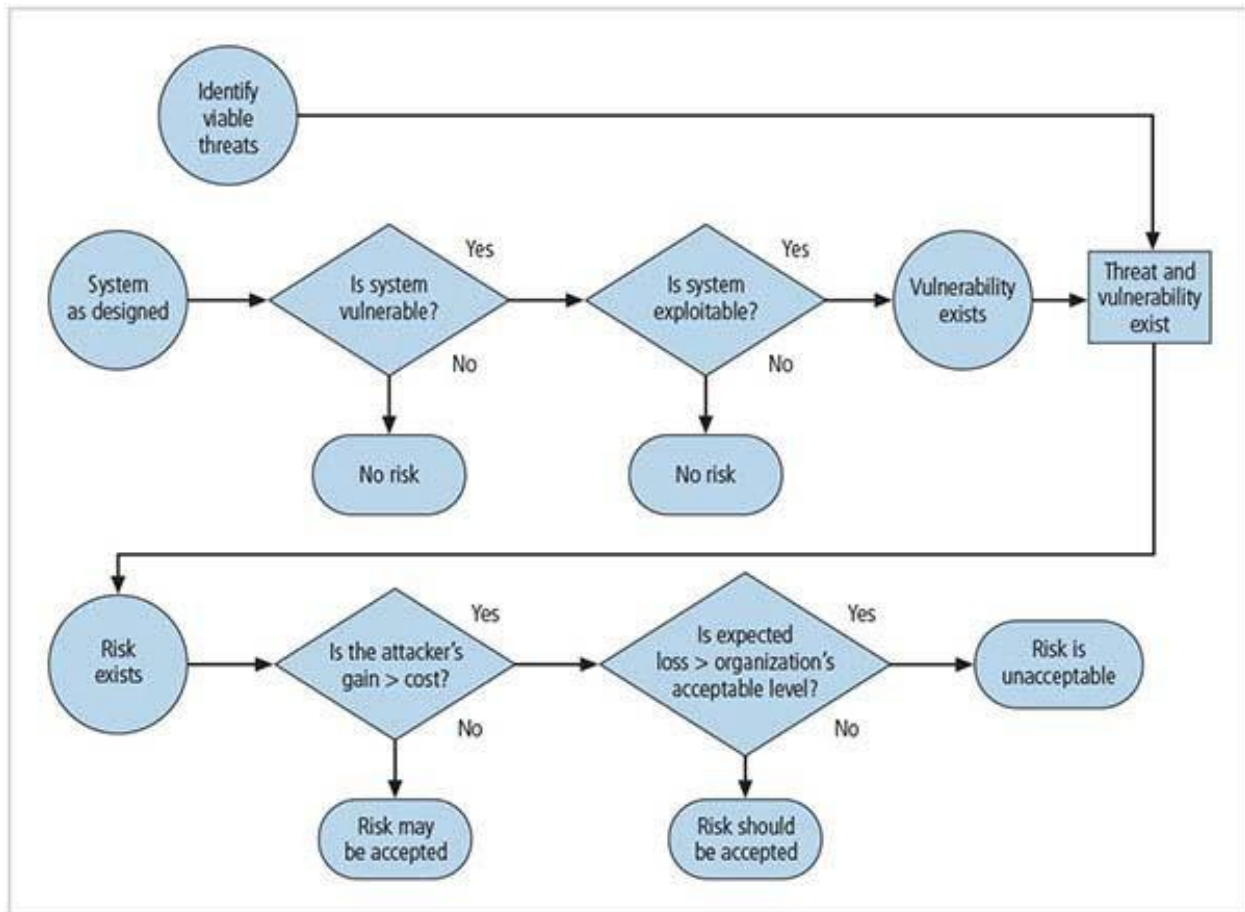 Identify
viable
threats
System
as designed
Is system
vulnerable?
Yes
No
No risk
Is system
exploitable?
Yes
No
No risk
Vulnerability
exists
Threat and
vulnerability
exist
Risk
exists
Is the attacker's
gain > cost?
Yes
No
Risk may
be accepted
Is expected
loss > organization's
acceptable level?
Yes
No
Risk should
be accepted
Risk is
unacceptable